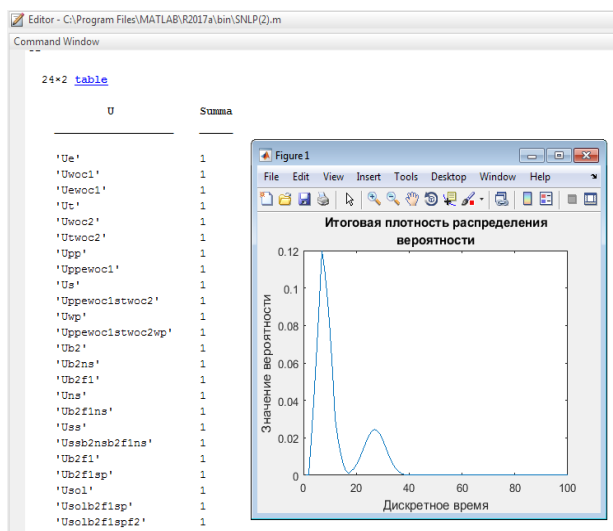 Editor - C:\Program Files\MATLAB\R2017a\bin\SNLP(2).m
Command Window
24×2 table
U Summa
'Ue' 1
'Uwoc1' 1
'Uewoc1' 1
'Ut' 1
'Uwoc2' 1
'Utwoc2' 1
'Upp' 1
'Uppewoc1' 1
'Us' 1
'Uppewoc1stwoc2' 1
'Uwp' 1
'Uppewoc1stwoc2wp' 1
'Ub2' 1
'Ub2ns' 1
'Ub2f1' 1
'Uns' 1
'Ub2f1ns' 1
'Uss' 1
'Ussb2nsb2f1ns' 1
'Ub2f1' 1
'Ub2f1sp' 1
'Usol' 1
'Usolb2f1sp' 1
'Usolb2f1spf2' 1
Figure 1
File Edit View Insert Tools Desktop Window Help
Итоговая плотность распределения
вероятности
Значение вероятности
0.12
0.1
0.08
0.06
0.04
0.02
0
0 20 40 60 80 100
Дискретное время